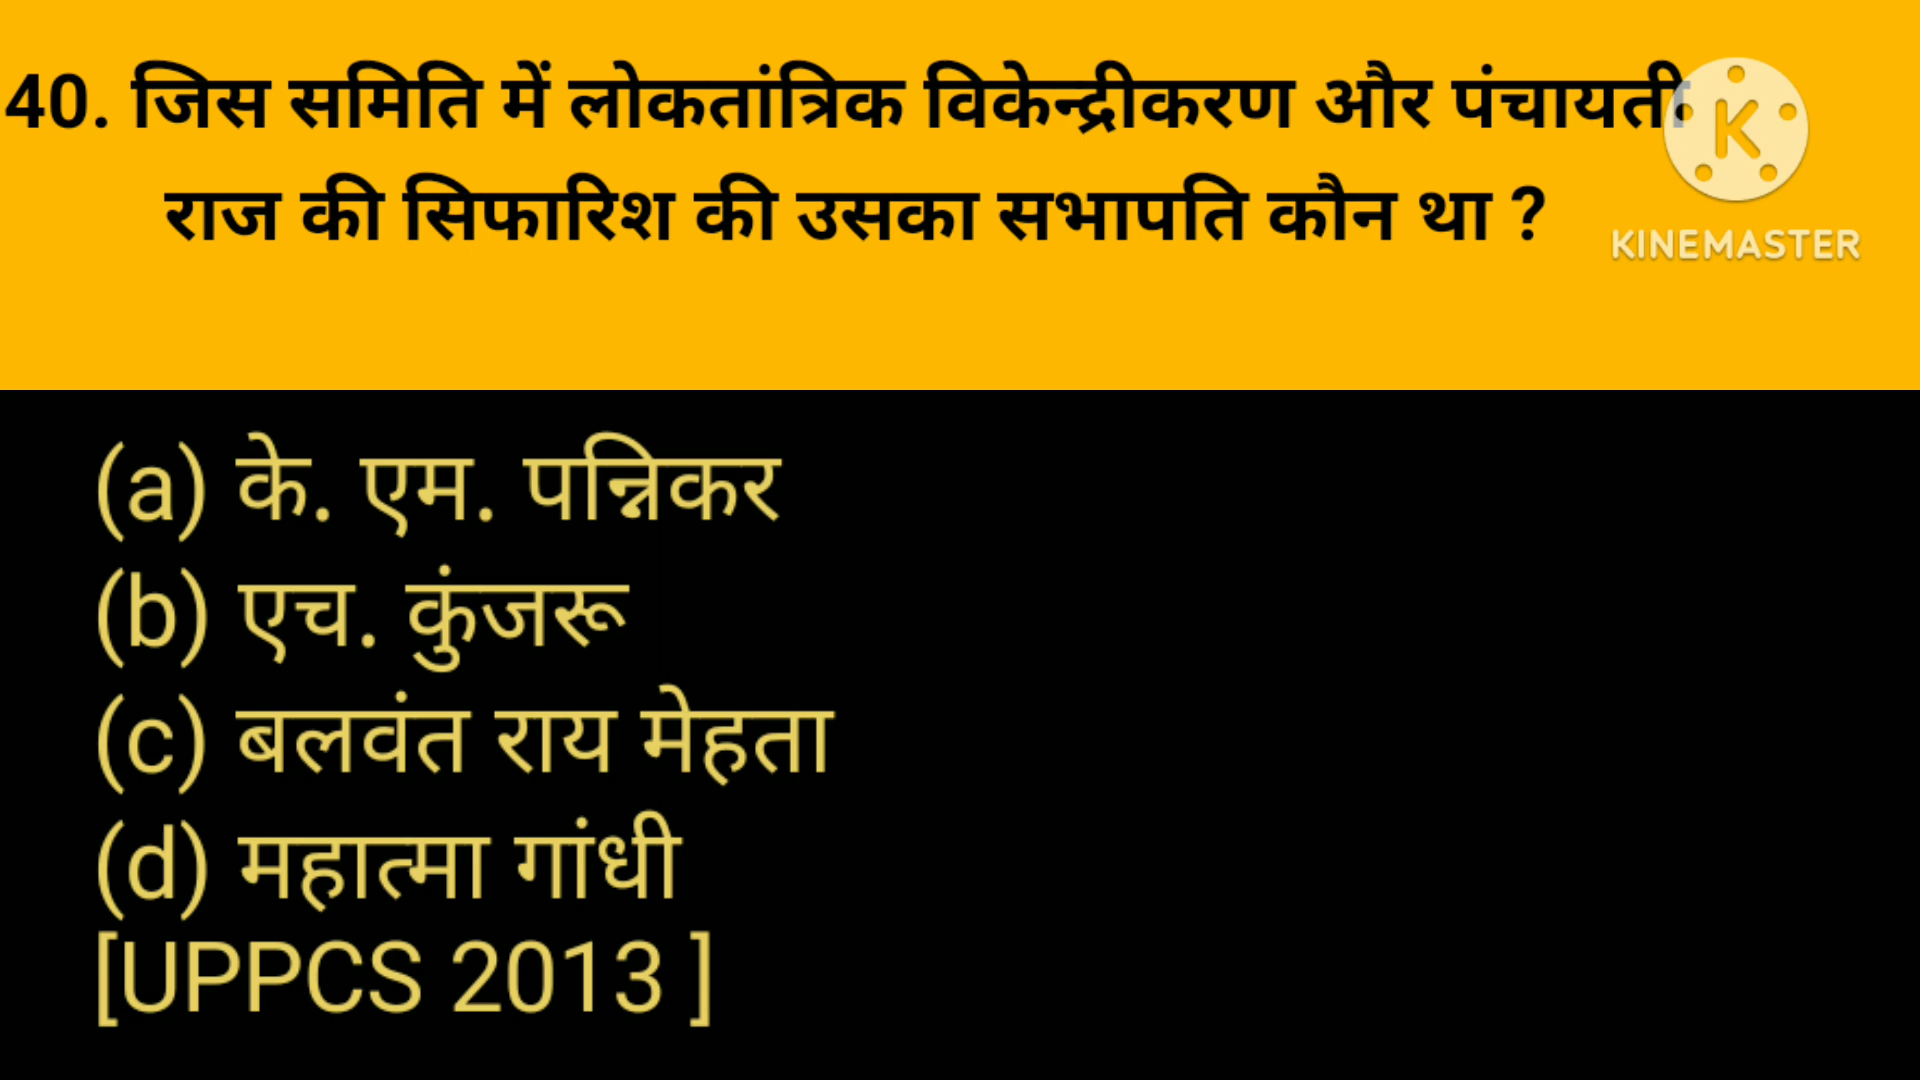 40. जिस समिति में लोकतांत्रिक विकेन्द्रीकरण और पंचायती
राज की सिफारिश की उसका सभापति कौन था ?
K
KINEMASTER
(a) के. एम. पन्निकर
(b) एच. कुंजरू
(c) बलवंत राय मेहता
(d) महात्मा गांधी
[UPPCS 2013 ]